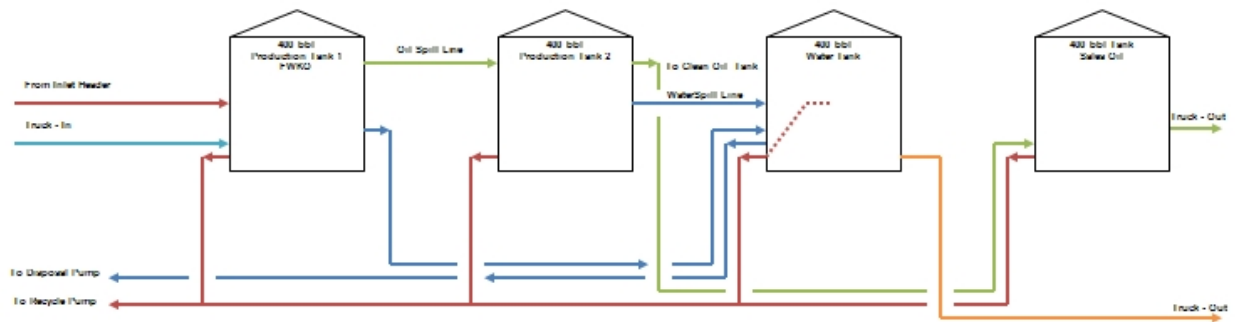 400 bbl
Production Tank 1
FWKO
400 bbl
Production Tank 2
400 bbl
Water Tank
400 bbl Tank
Sales Oil
Oil Spill Line
To Clean Oil Tank
From Inlet Header
WaterSpill Line
Truck - In
Truck - Out
To Disposal Pump
To Recycle Pump
Truck - Out